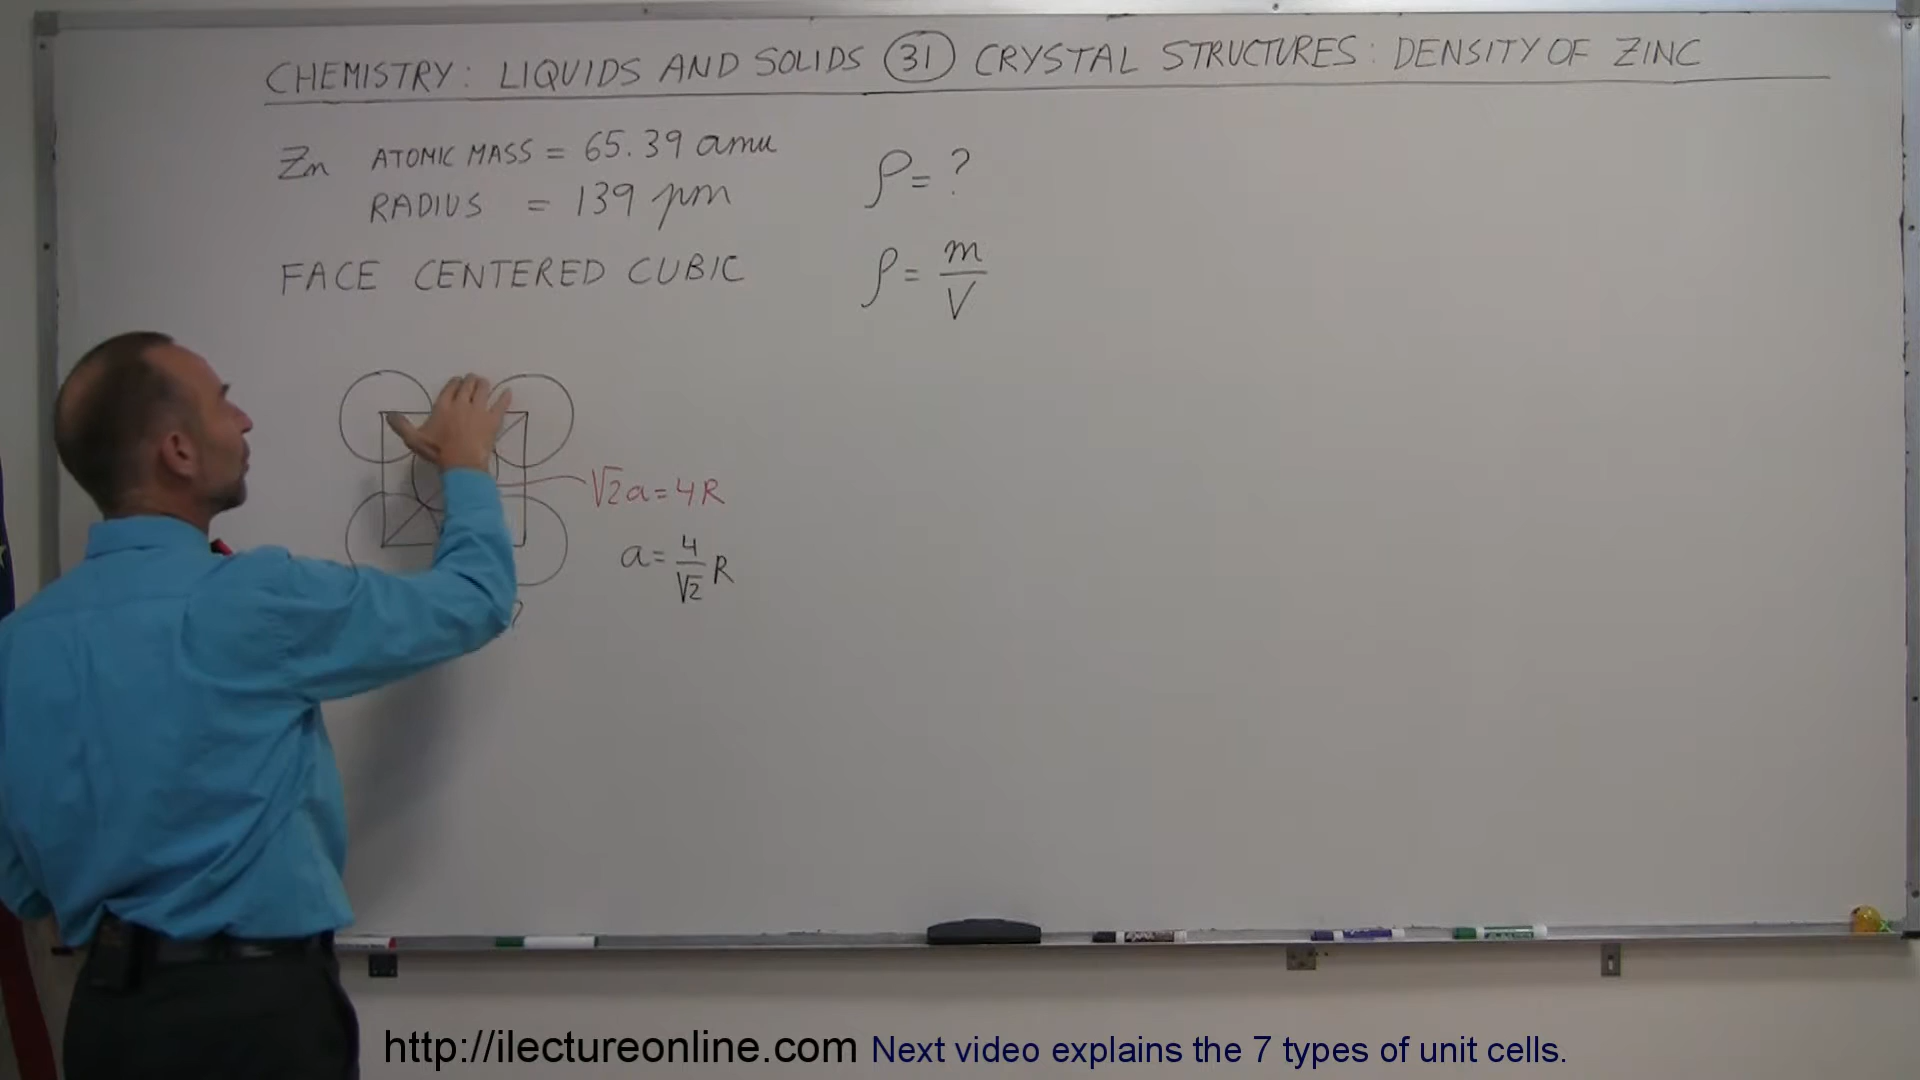 CHEMISTRY: LIQUIDS AND SOLIDS 31 CRYSTAL STRUCTURES: DENSITY OF ZINC
Zn ATOMIC MASS = 65.39 amu
RADIUS = 139 pm
FACE CENTERED CUBIC
ρ = ?
ρ = m/V
√2a = 4R
a = 4/√2 R
http://ilectureonline.com Next video explains the 7 types of unit cells.